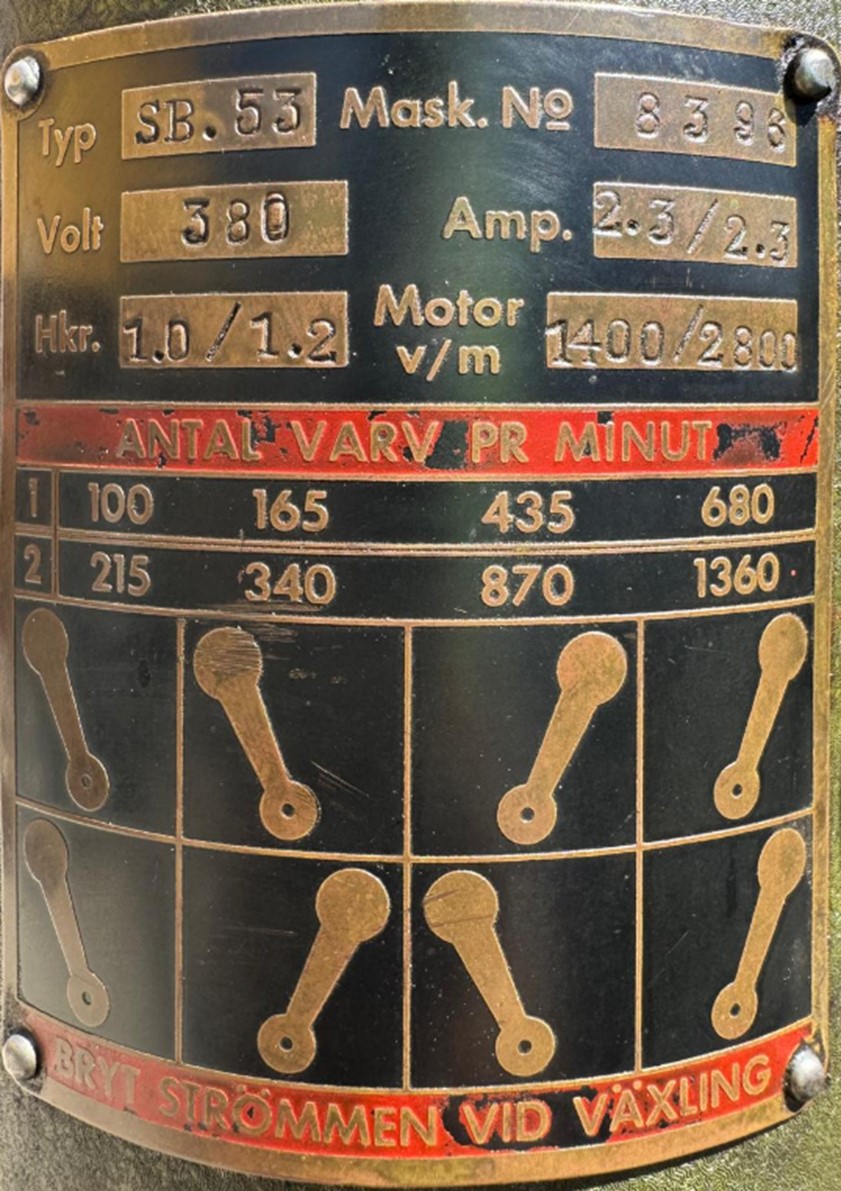 Typ SB.53 Mask. Nº 8396
Volt 380 Amp. 2.3/2.3
Hkr. 1.0/1.2 Motor v/m 1400/2800
ANTAL VARV PR MINUT
1 100 165 435 680
2 215 340 870 1360
BRYT STRÖMMEN VID VÄXLING